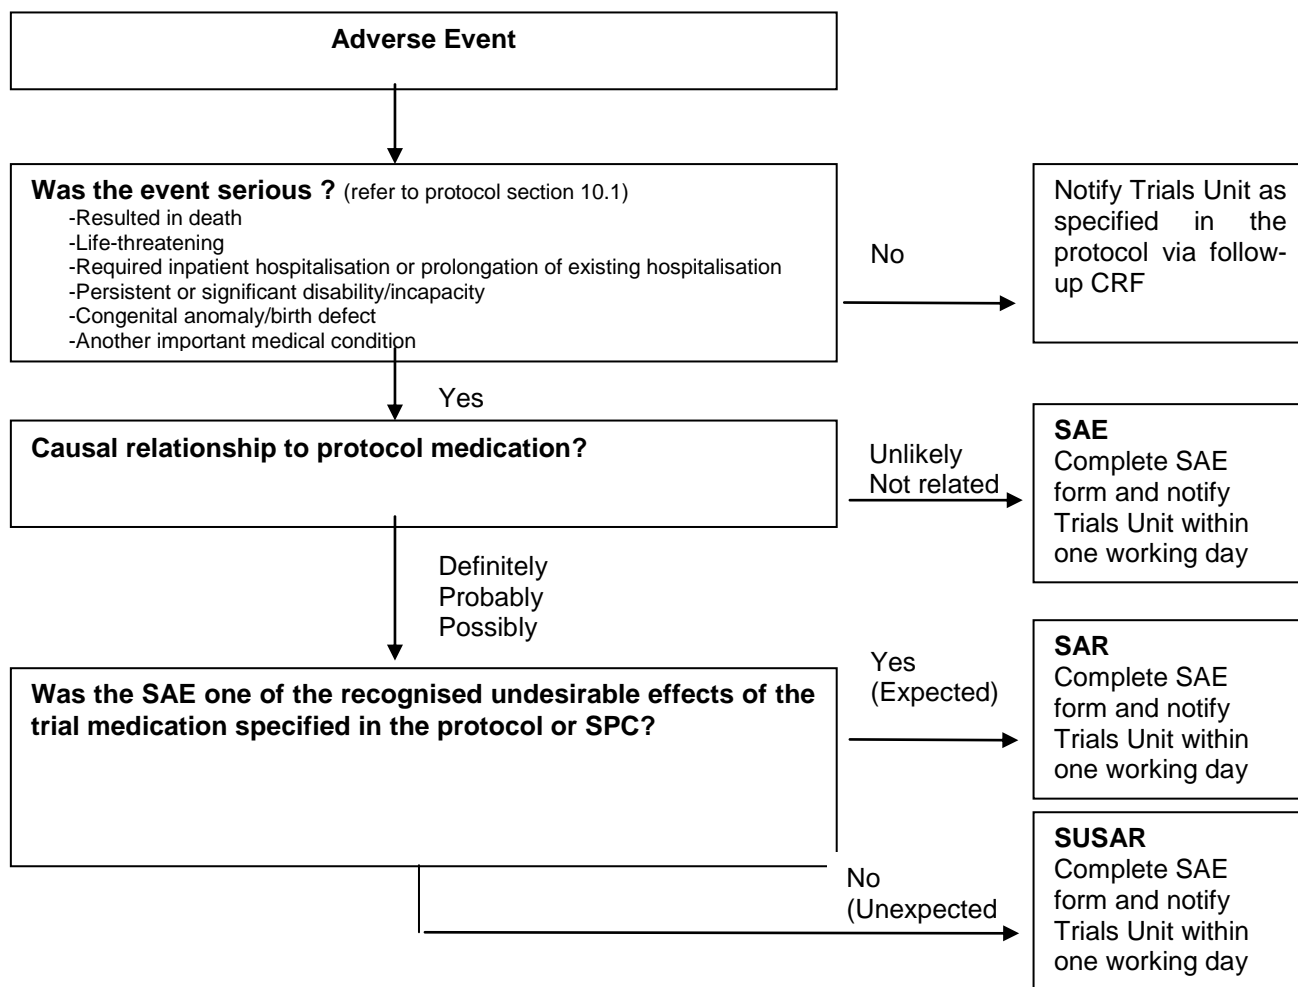 Adverse Event
Was the event serious ? (refer to protocol section 10.1)
-Resulted in death
-Life-threatening
-Required inpatient hospitalisation or prolongation of existing hospitalisation
-Persistent or significant disability/incapacity
-Congenital anomaly/birth defect
-Another important medical condition
No
Notify Trials Unit as
specified in the
protocol via follow-
up CRF
Yes
Causal relationship to protocol medication?
Unlikely
Not related
SAE
Complete SAE
form and notify
Trials Unit within
one working day
Definitely
Probably
Possibly
Was the SAE one of the recognised undesirable effects of the
trial medication specified in the protocol or SPC?
Yes
(Expected)
SAR
Complete SAE
form and notify
Trials Unit within
one working day
No
(Unexpected
SUSAR
Complete SAE
form and notify
Trials Unit within
one working day